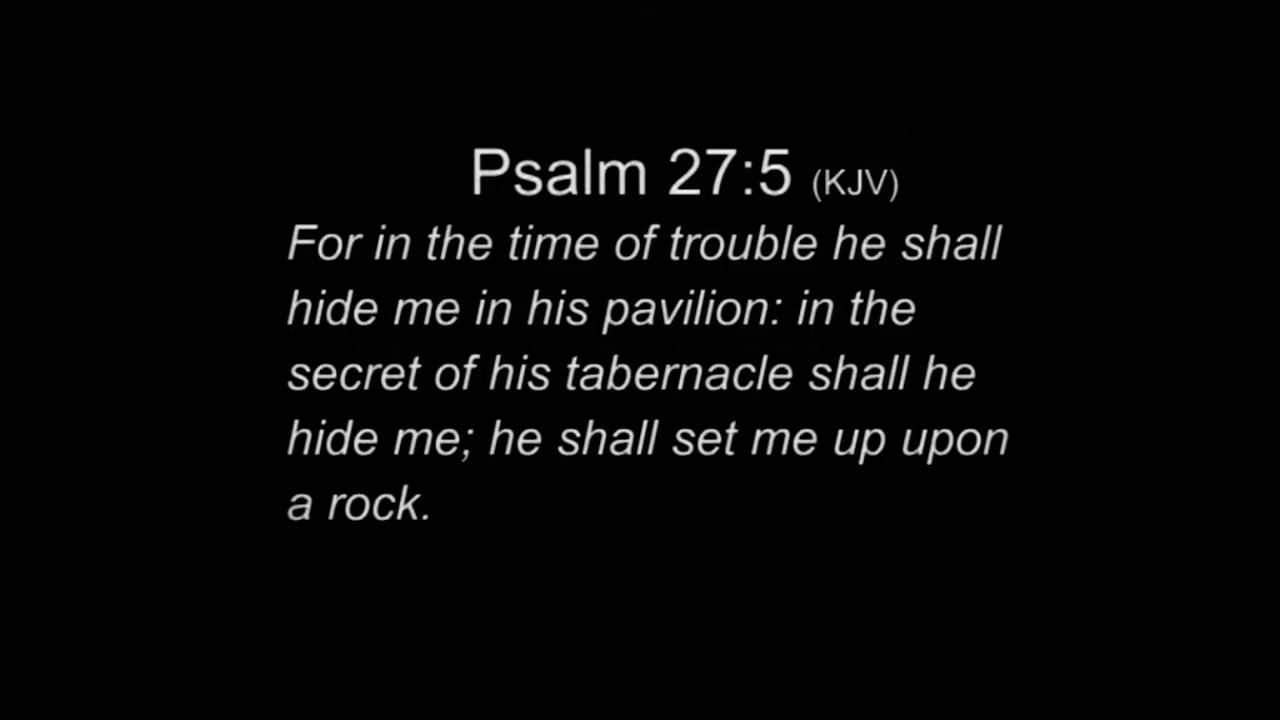 Psalm 27:5 (KJV)
For in the time of trouble he shall
hide me in his pavilion: in the
secret of his tabernacle shall he
hide me; he shall set me up upon
a rock.